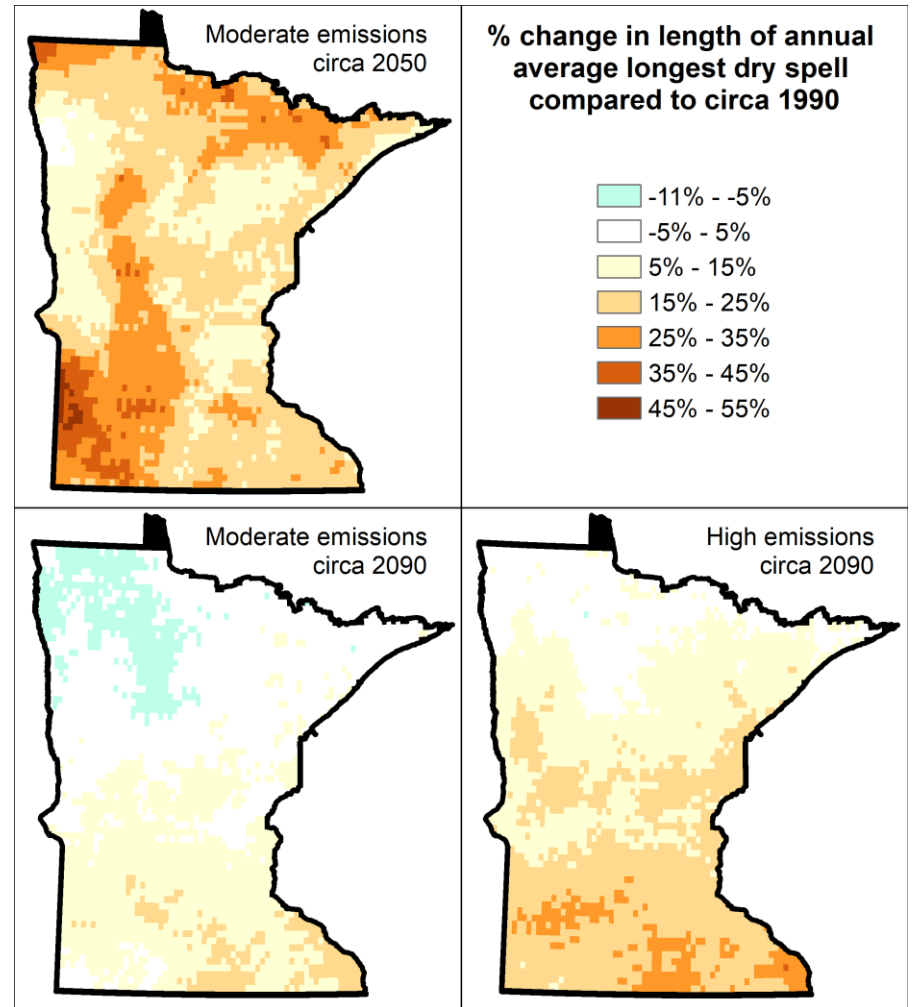 Moderate emissions
circa 2050
% change in length of annual
average longest dry spell
compared to circa 1990
-11% - -5%
-5% - 5%
5% - 15%
15% - 25%
25% - 35%
35% - 45%
45% - 55%
Moderate emissions
circa 2090
High emissions
circa 2090